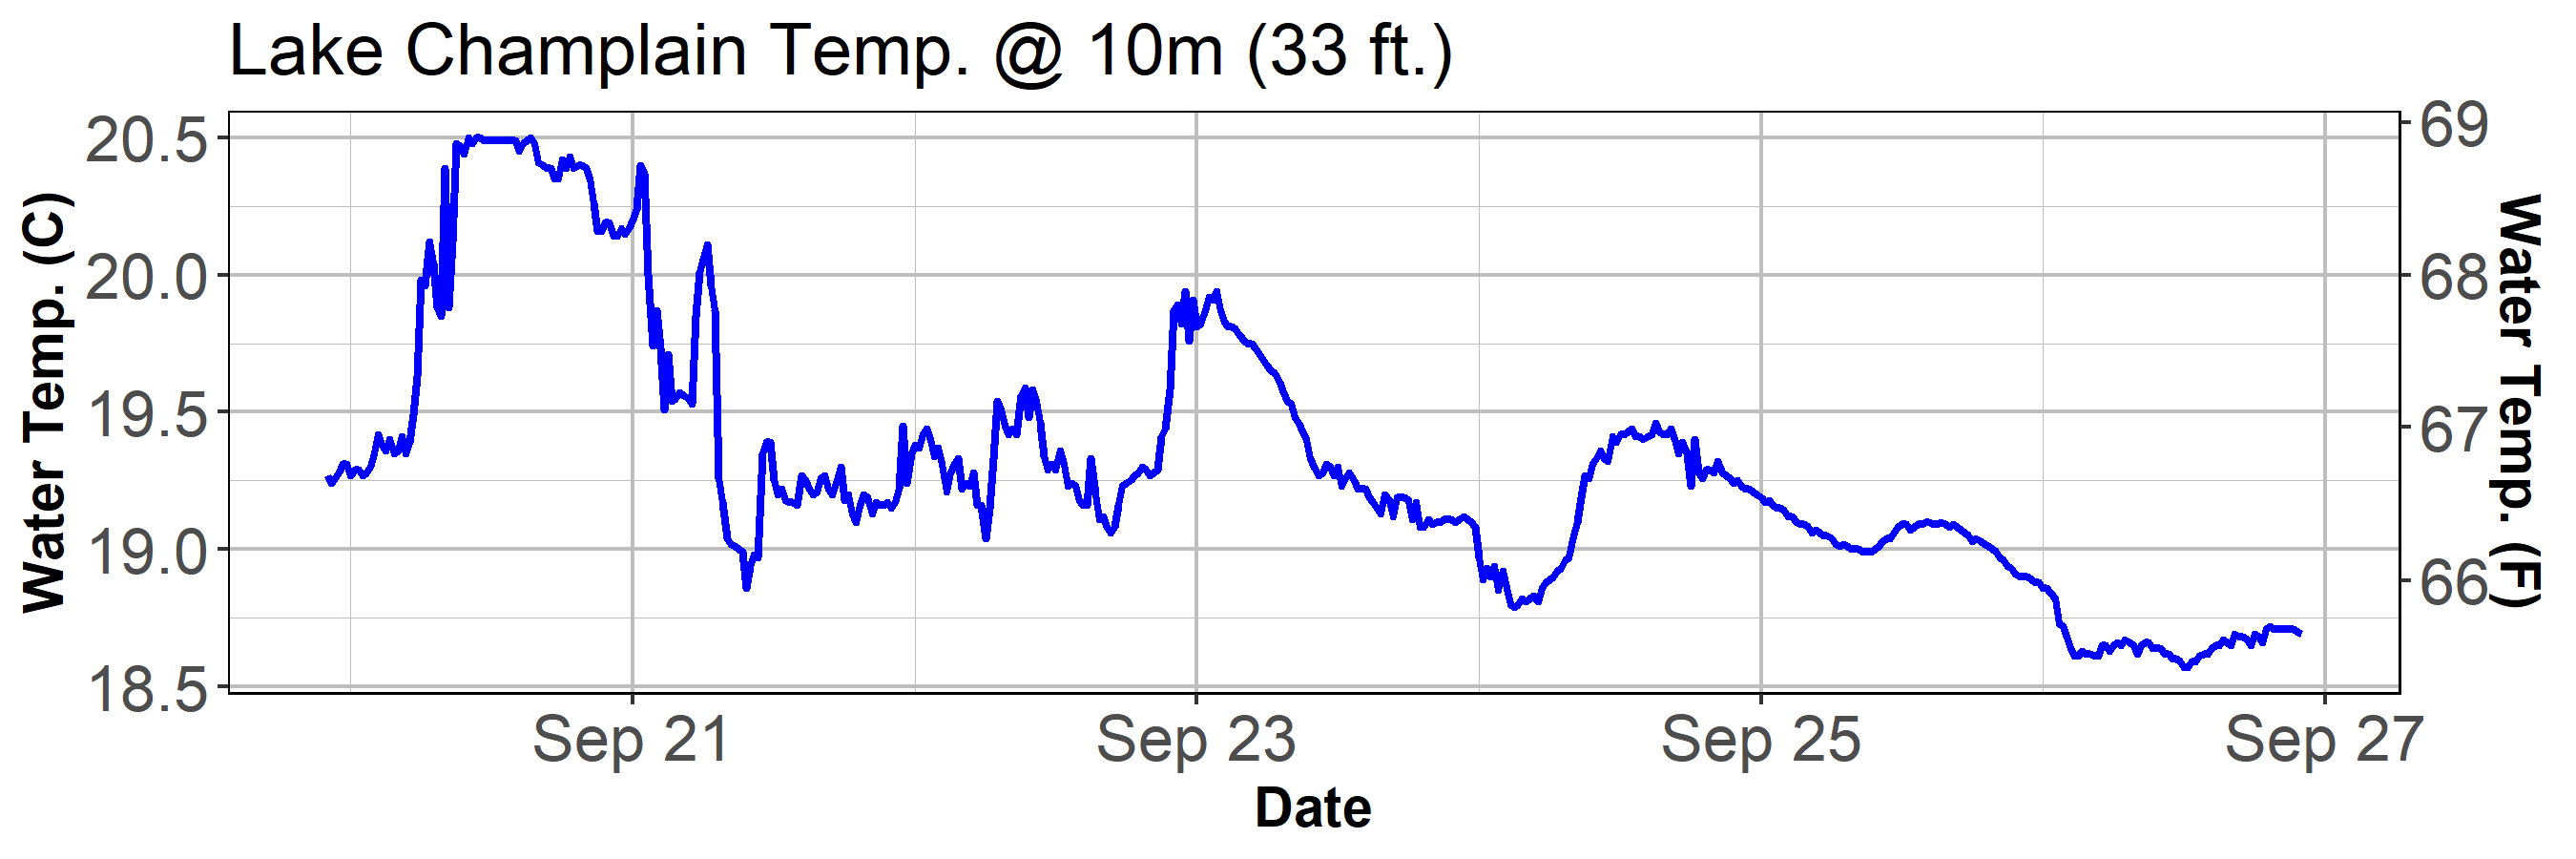 Lake Champlain Temp. @ 10m (33 ft.)
Water Temp. (C)
20.5
20.0
19.5
19.0
18.5
69
68
67
66
Water Temp. (F)
Sep 21 Sep 23 Sep 25 Sep 27
Date